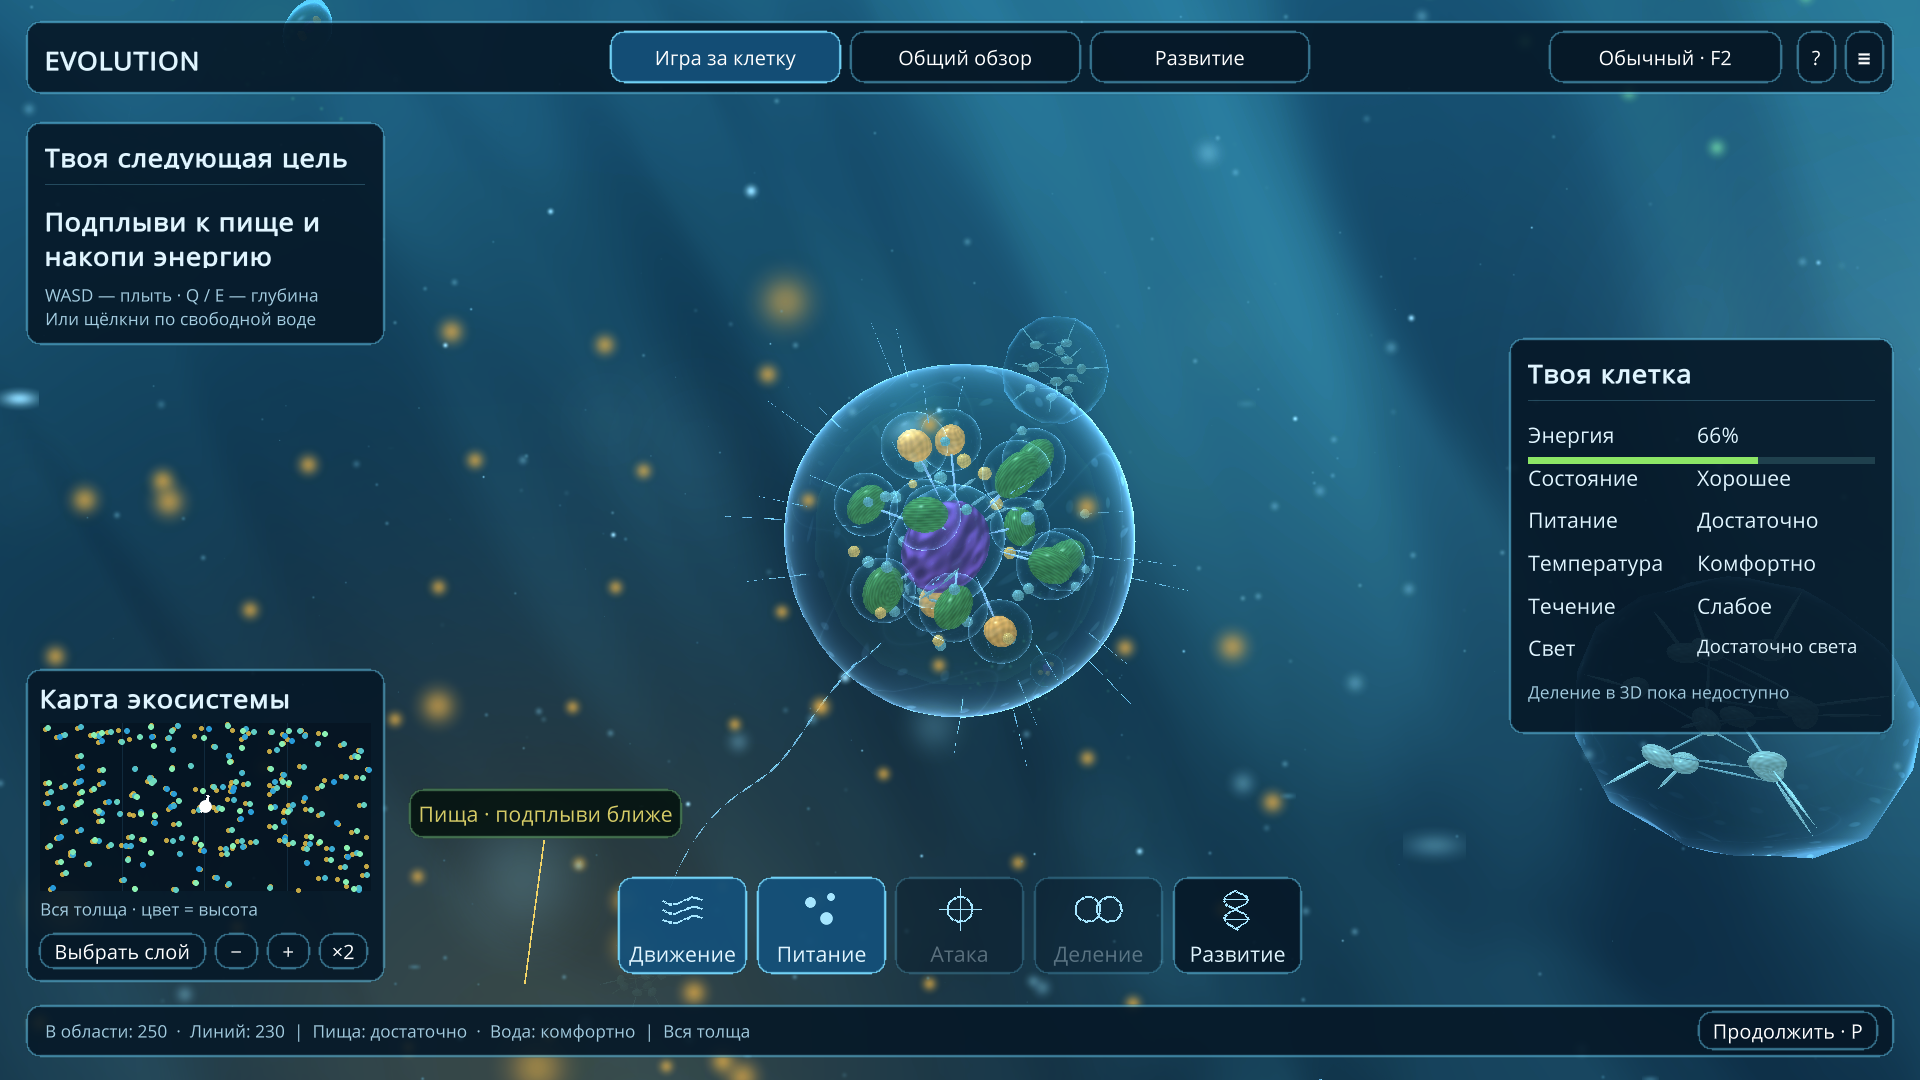 EVOLUTION
Игра за клетку
Общий обзор
Развитие
Обычный · F2
?
≡
Твоя следующая цель
Подплыви к пище и
накопи энергию
WASD — плыть · Q / E — глубина
Или щёлкни по свободной воде
Твоя клетка
Энергия 66%
Состояние Хорошее
Питание Достаточно
Температура Комфортно
Течение Слабое
Свет Достаточно света
Деление в 3D пока недоступно
Карта экосистемы
Вся толща · цвет = высота
Выбрать слой
−
+
×2
Пища · подплыви ближе
Движение
Питание
Атака
Деление
Развитие
В области: 250 · Линий: 230 | Пища: достаточно · Вода: комфортно | Вся толща
Продолжить · P